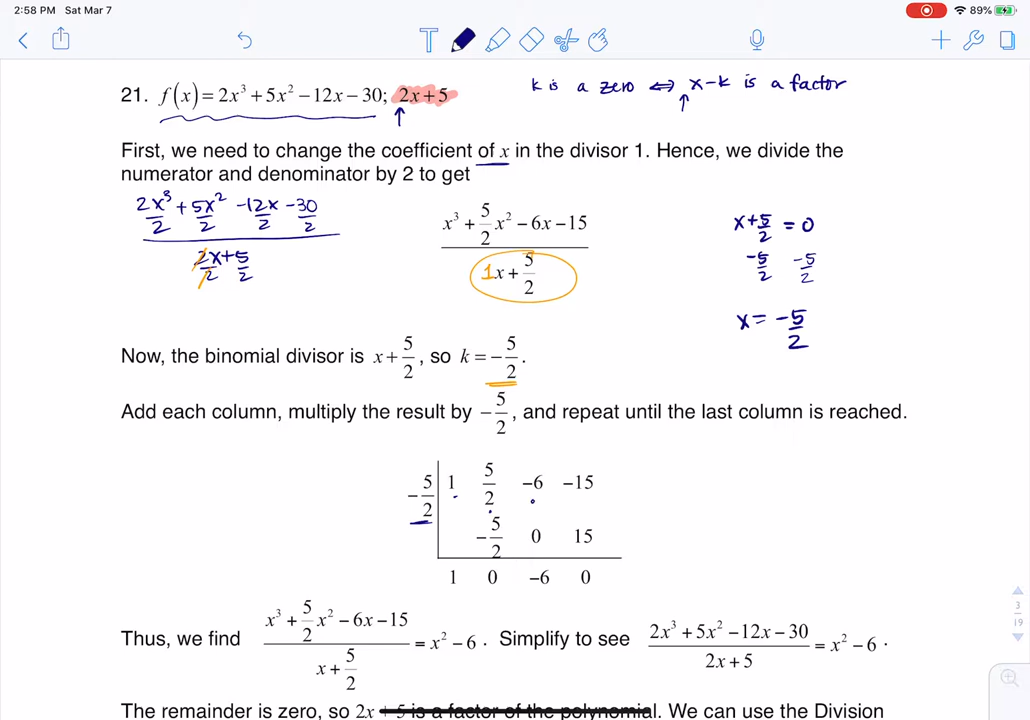 2:58 PM Sat Mar 7 89%
T
21. f(x) = 2x³ + 5x² − 12x − 30; 2x + 5 k is a zero ⇔ x − k is a factor
First, we need to change the coefficient of x in the divisor 1. Hence, we divide the
numerator and denominator by 2 to get
2x³/2 + 5x²/2 −12x/2 −30/2
2x/2 + 5/2
x³ + 5/2 x² − 6x − 15
1x + 5/2
x + 5/2 = 0
−5/2 −5/2
x = −5/2
Now, the binomial divisor is x + 5/2, so k = −5/2.
Add each column, multiply the result by −5/2, and repeat until the last column is reached.
−5/2 | 1 5/2 −6 −15
−5/2 0 15
1 0 −6 0
Thus, we find (x³ + 5/2 x² − 6x − 15)/(x + 5/2) = x² − 6. Simplify to see (2x³ + 5x² − 12x − 30)/(2x + 5) = x² − 6.
The remainder is zero, so 2x + 5 is a factor of the polynomial. We can use the Division
3
19